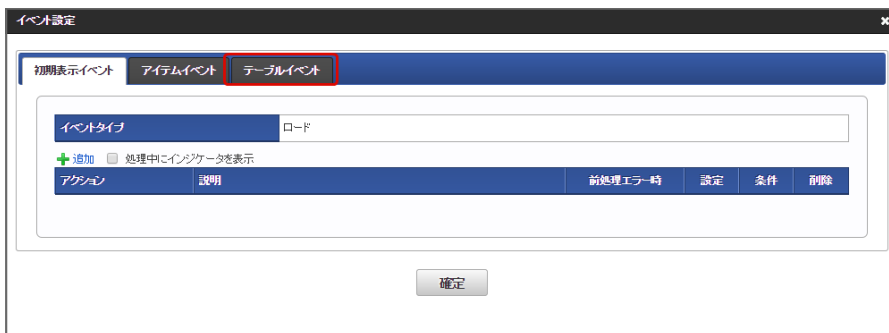 イベント設定
初期表示イベント アイテムイベント テーブルイベント
イベントタイプ ロード
追加 処理中にインジケータを表示
アクション 説明 前処理エラー時 設定 条件 削除
確定